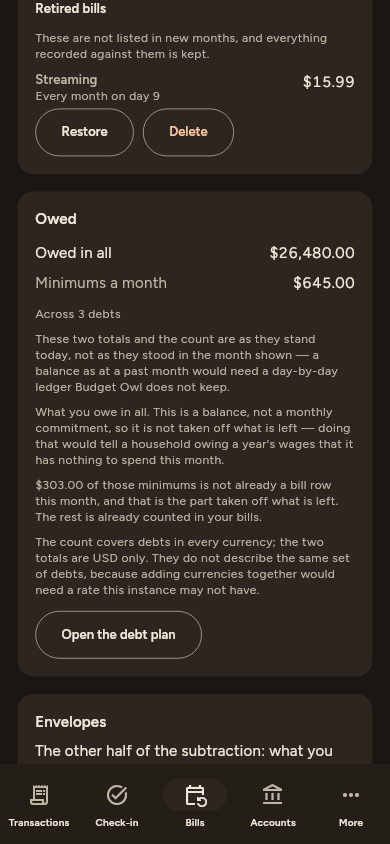 Retired bills
These are not listed in new months, and everything
recorded against them is kept.
Streaming
$15.99
Every month on day 9
Restore
Delete
Owed
Owed in all
$26,480.00
Minimums a month
$645.00
Across 3 debts
These two totals and the count are as they stand
today, not as they stood in the month shown — a
balance as at a past month would need a day-by-day
ledger Budget Owl does not keep.
What you owe in all. This is a balance, not a monthly
commitment, so it is not taken off what is left — doing
that would tell a household owing a year's wages that it
has nothing to spend this month.
$303.00 of those minimums is not already a bill row
this month, and that is the part taken off what is left.
The rest is already counted in your bills.
The count covers debts in every currency; the two
totals are USD only. They do not describe the same set
of debts, because adding currencies together would
need a rate this instance may not have.
Open the debt plan
Envelopes
The other half of the subtraction: what you
Transactions
Check-in
Bills
Accounts
More